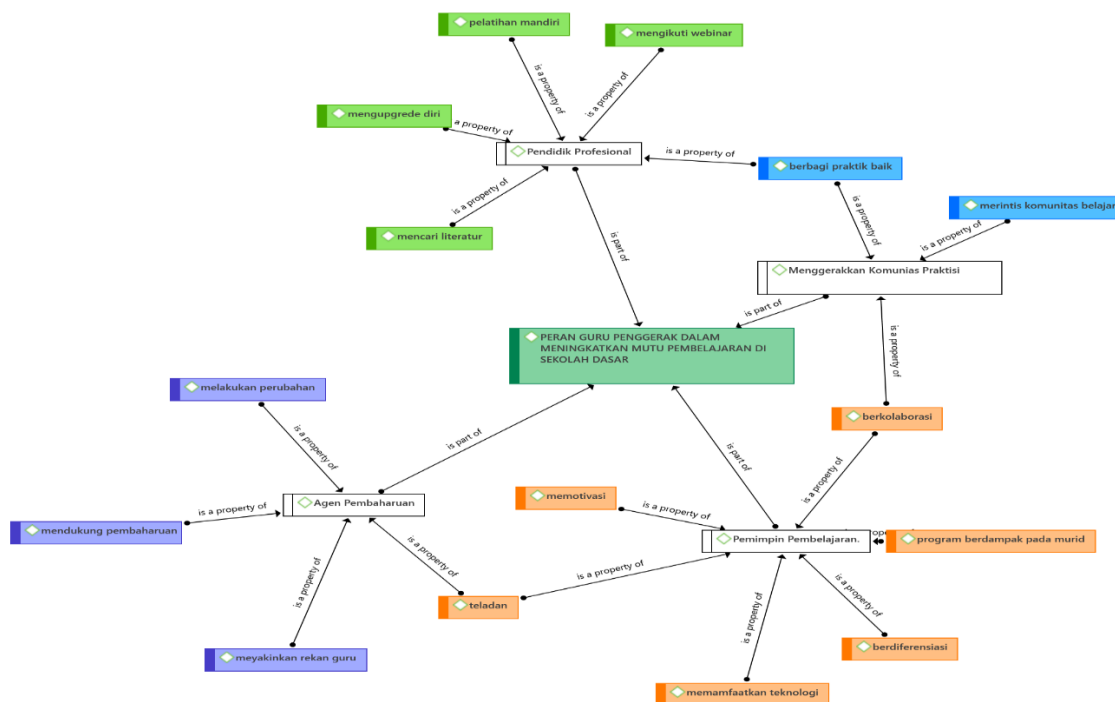 pelatihan mandiri
mengikuti webinar
is a property of
is a property of
mengupgrede diri
a property of
Pendidik Profesional
is a property of
berbagi praktik baik
is a property of
mencari literatur
is a property of
merintis komunitas belajar
is a property of
Menggerakkan Komunias Praktisi
is part of
is part of
PERAN GURU PENGGERAK DALAM
MENINGKATKAN MUTU PEMBELAJARAN DI
SEKOLAH DASAR
is a property of
melakukan perubahan
is a property of
is part of
is part of
berkolaborasi
is a property of
memotivasi
is a property of
Agen Pembaharuan
is a property of
mendukung pembaharuan
Pemimpin Pembelajaran.
program berdampak pada murid
is a property of
is a property of
teladan
is a property of
is a property of
is a property of
berdiferensiasi
meyakinkan rekan guru
memamfaatkan teknologi